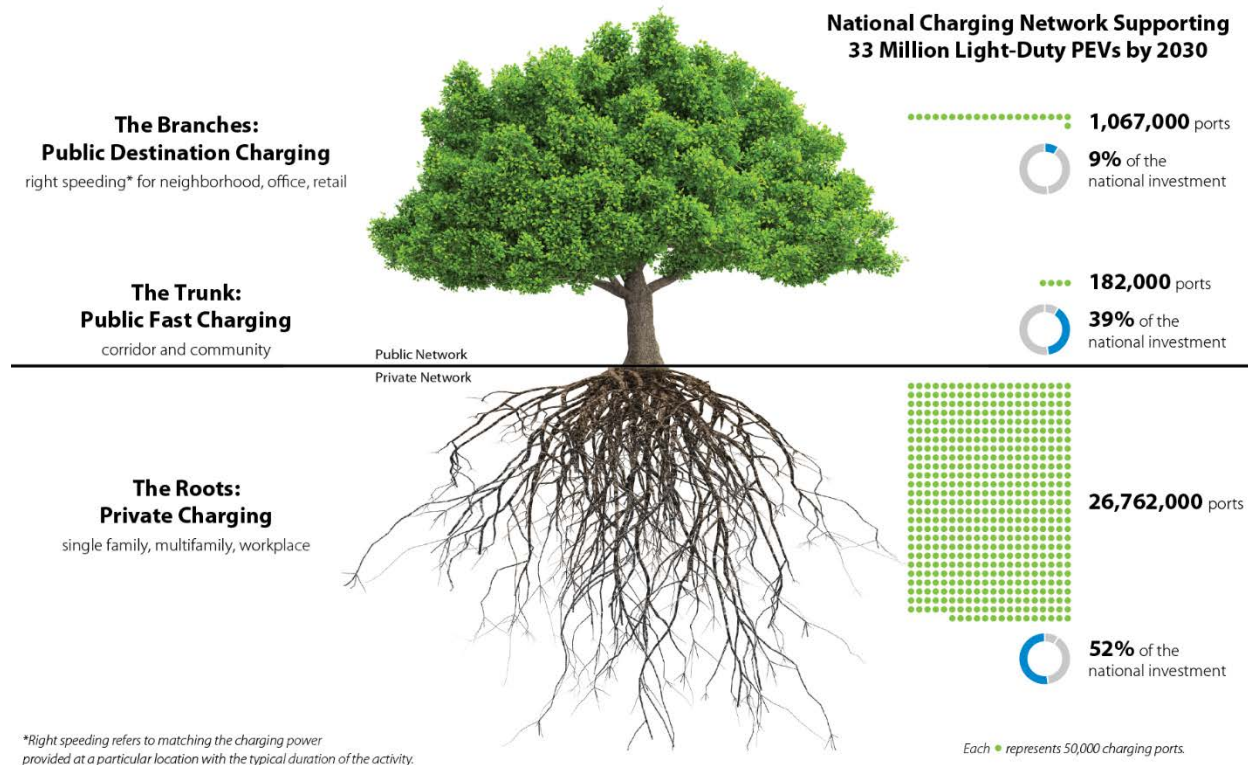 National Charging Network Supporting
33 Million Light-Duty PEVs by 2030
The Branches:
Public Destination Charging
right speeding* for neighborhood, office, retail
1,067,000 ports
9% of the
national investment
The Trunk:
Public Fast Charging
corridor and community
182,000 ports
39% of the
national investment
Public Network
Private Network
The Roots:
Private Charging
single family, multifamily, workplace
26,762,000 ports
52% of the
national investment
*Right speeding refers to matching the charging power
provided at a particular location with the typical duration of the activity.
Each ● represents 50,000 charging ports.